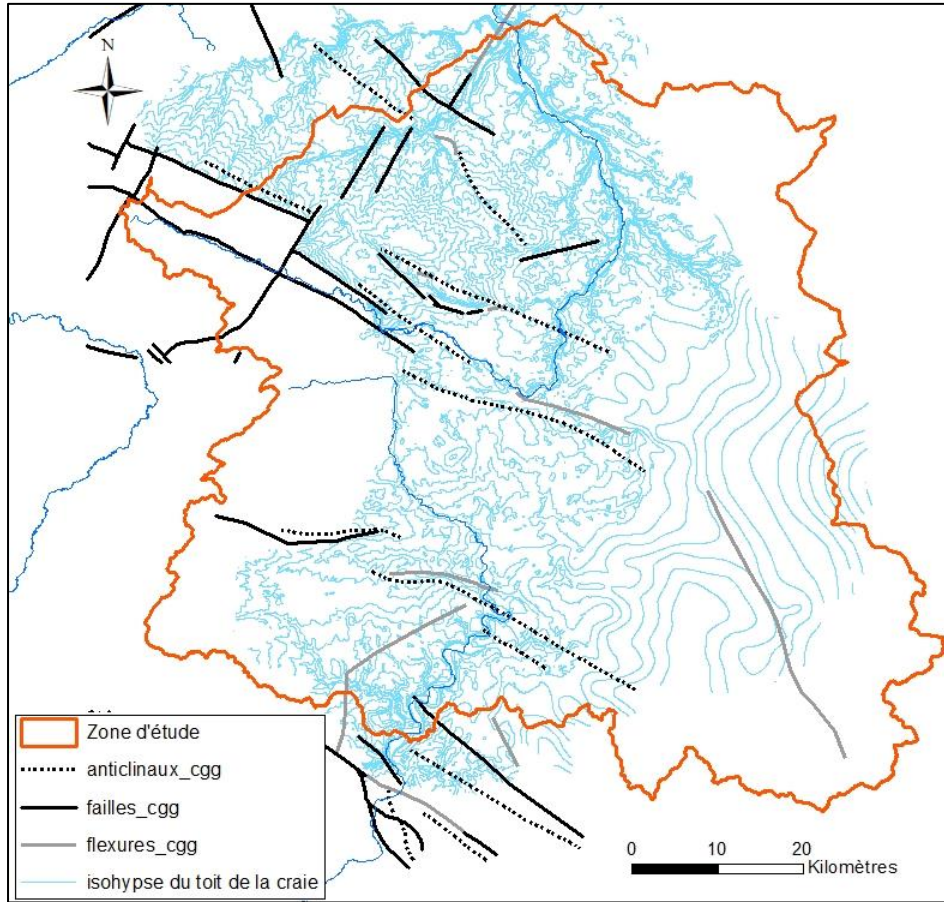 N
Zone d'étude
anticlinaux_cgg
failles_cgg
flexures_cgg
isohypse du toit de la craie
0 10 20
Kilomètres